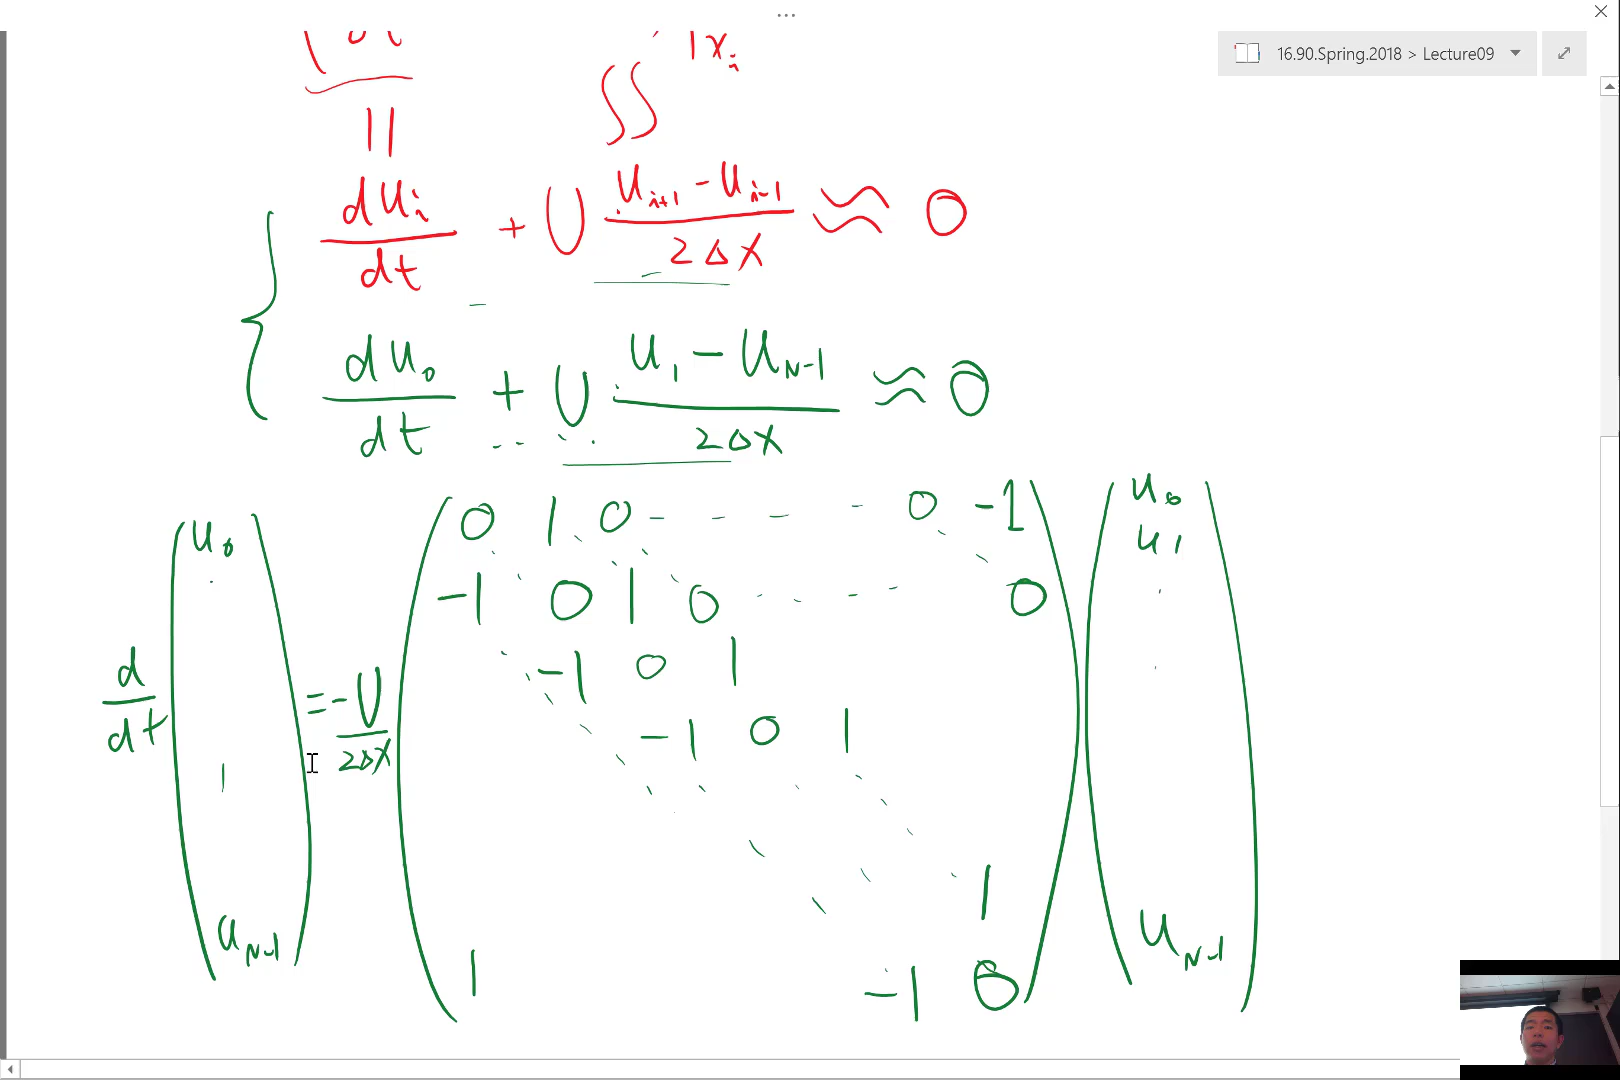 ...
16.90.Spring.2018 > Lecture09
| x_i
||
du_i/dt + U (u_{i+1} - u_{i-1})/(2Δx) ≈ 0
du_0/dt + U (u_1 - u_{N-1})/(2Δx) ≈ 0
d/dt ( u_0 ⋮ u_{N-1} ) = -U/(2Δx) ( 0 1 0 - - - - 0 -1
-1 0 1 0 . . . . 0
-1 0 1
-1 0 1
1
1 -1 0 ) ( u_0 u_1 ⋮ u_{N-1} )